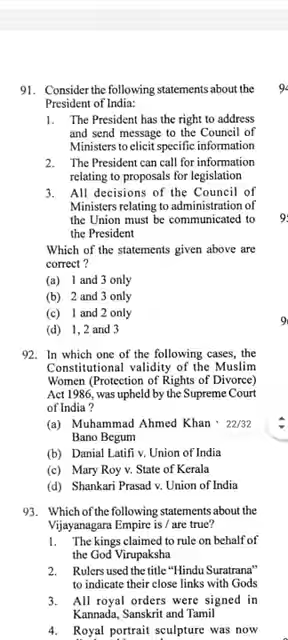 91. Consider the following statements about the
President of India:
1. The President has the right to address
and send message to the Council of
Ministers to elicit specific information
2. The President can call for information
relating to proposals for legislation
3. All decisions of the Council of
Ministers relating to administration of
the Union must be communicated to
the President
Which of the statements given above are
correct ?
(a) 1 and 3 only
(b) 2 and 3 only
(c) 1 and 2 only
(d) 1, 2 and 3
92. In which one of the following cases, the
Constitutional validity of the Muslim
Women (Protection of Rights of Divorce)
Act 1986, was upheld by the Supreme Court
of India ?
(a) Muhammad Ahmed Khan
22/32
Bano Begum
(b) Danial Latifi v. Union of India
(c) Mary Roy v. State of Kerala
(d) Shankari Prasad v. Union of India
93. Which of the following statements about the
Vijayanagara Empire is / are true?
1. The kings claimed to rule on behalf of
the God Virupaksha
2. Rulers used the title “Hindu Suratrana”
to indicate their close links with Gods
3. All royal orders were signed in
Kannada, Sanskrit and Tamil
4. Royal portrait sculpture was now